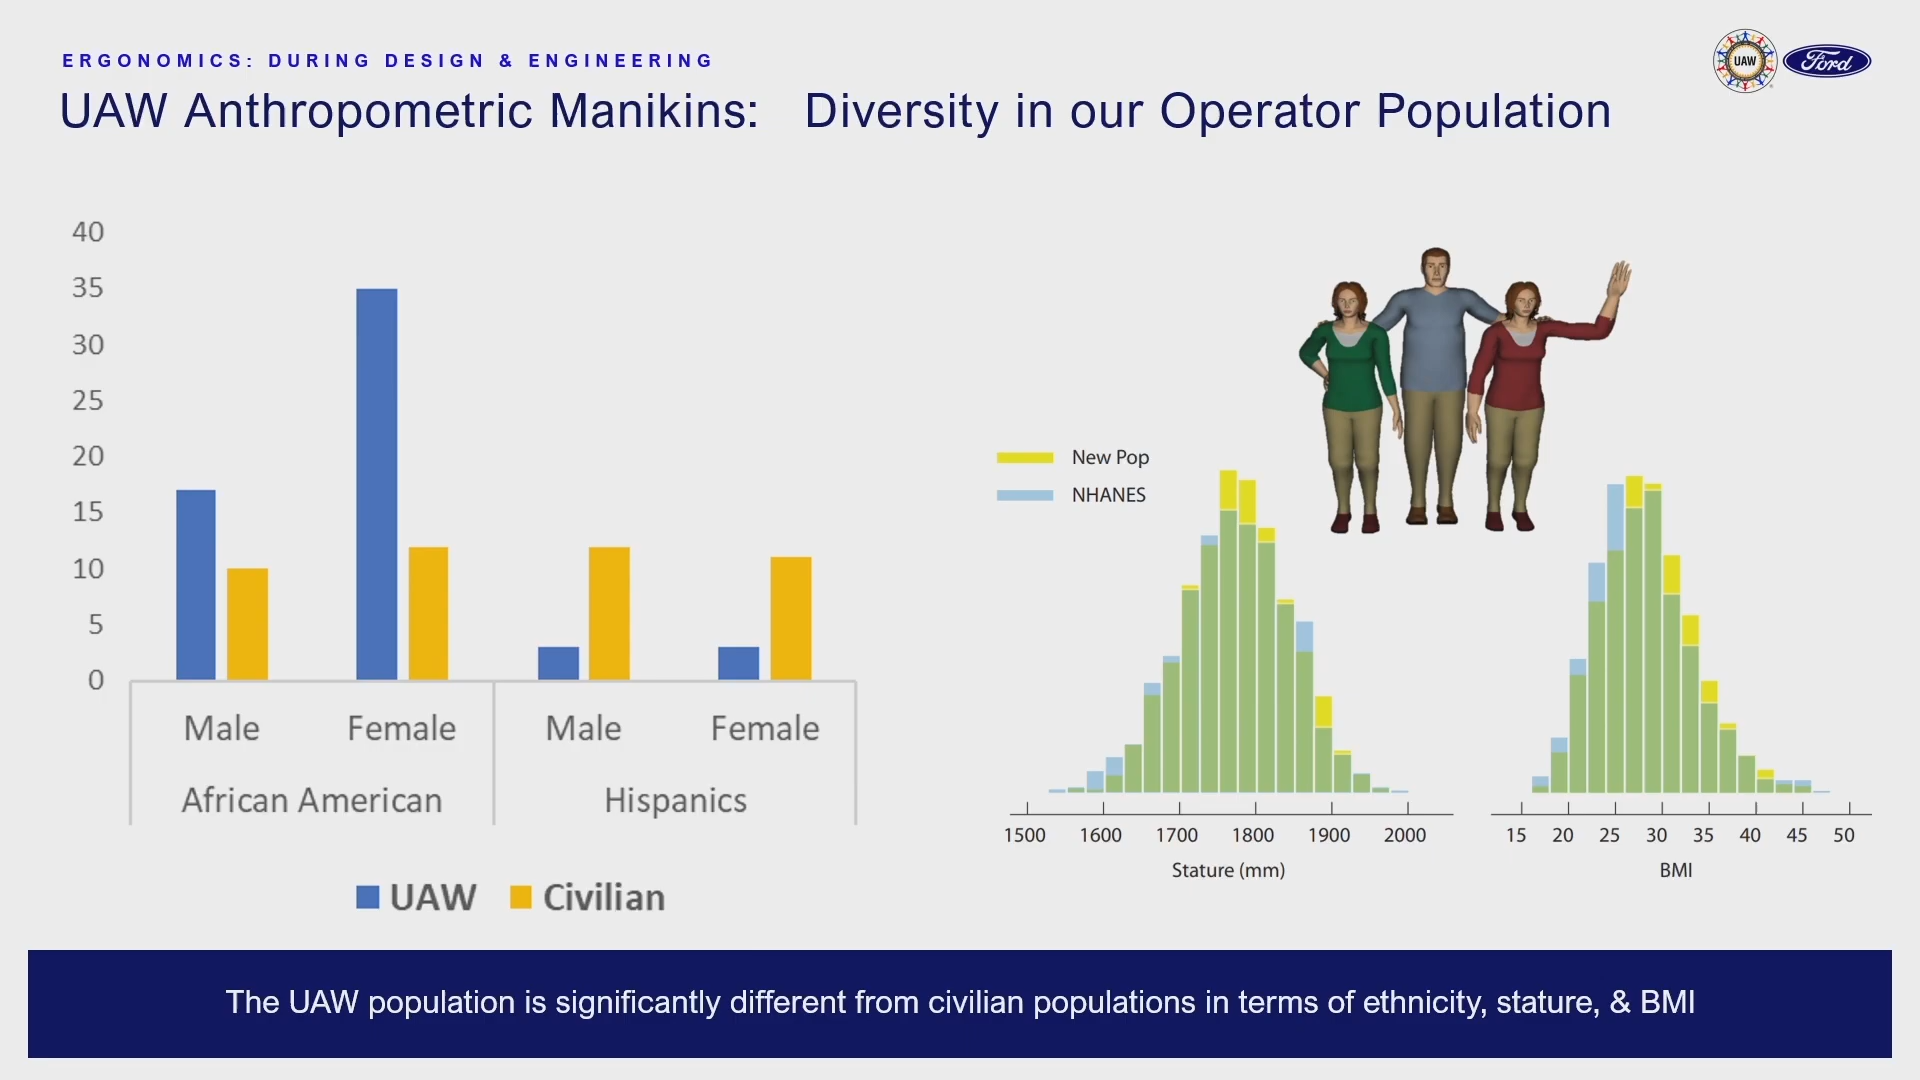 ERGONOMICS: DURING DESIGN & ENGINEERING
UAW Anthropometric Manikins: Diversity in our Operator Population
UAW
Ford
40
35
30
25
20
15
10
5
0
Male Female Male Female
African American Hispanics
UAW Civilian
New Pop
NHANES
1500 1600 1700 1800 1900 2000
Stature (mm)
15 20 25 30 35 40 45 50
BMI
The UAW population is significantly different from civilian populations in terms of ethnicity, stature, & BMI